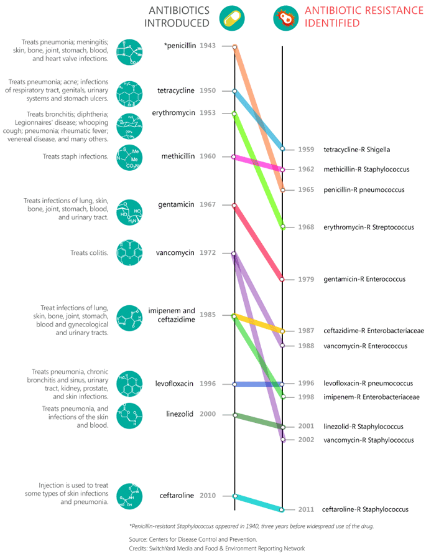 ANTIBIOTICS
INTRODUCED
ANTIBIOTIC RESISTANCE
IDENTIFIED
Treats pneumonia; meningitis;
skin, bone, joint, stomach, blood,
and heart valve infections.
*penicillin 1943
Treats pneumonia; acne; infections
of respiratory tract, genitals, urinary
systems and stomach ulcers.
tetracycline 1950
Treats bronchitis; diphtheria;
Legionnaires' disease; whooping
cough; pneumonia; rheumatic fever;
venereal disease, and many others.
erythromycin 1953
Treats staph infections.
methicillin 1960
Treats infections of lung, skin,
bone, joint, stomach, blood,
and urinary tract.
gentamicin 1967
Treats colitis.
vancomycin 1972
Treat infections of lung,
skin, bone, joint, stomach,
blood and gynecological
and urinary tracts.
imipenem and
ceftazidime 1985
Treats pneumonia, chronic
bronchitis and sinus, urinary
tract, kidney, prostate,
and skin infections.
levofloxacin 1996
Treats pneumonia, and
infections of the skin
and blood.
linezolid 2000
Injection is used to treat
some types of skin infections
and pneumonia.
ceftaroline 2010
1959 tetracycline-R Shigella
1962 methicillin-R Staphylococcus
1965 penicillin-R pneumococcus
1968 erythromycin-R Streptococcus
1979 gentamicin-R Enterococcus
1987 ceftazidime-R Enterobacteriaceae
1988 vancomycin-R Enterococcus
1996 levofloxacin-R pneumococcus
1998 imipenem-R Enterobacteriaceae
2001 linezolid-R Staphylococcus
2002 vancomycin-R Staphylococcus
2011 ceftaroline-R Staphylococcus
*Penicillin-resistant Staphylococcus appeared in 1940, three years before widespread use of the drug.
Source: Centers for Disease Control and Prevention.
Credits: Switchyard Media and Food & Environment Reporting Network